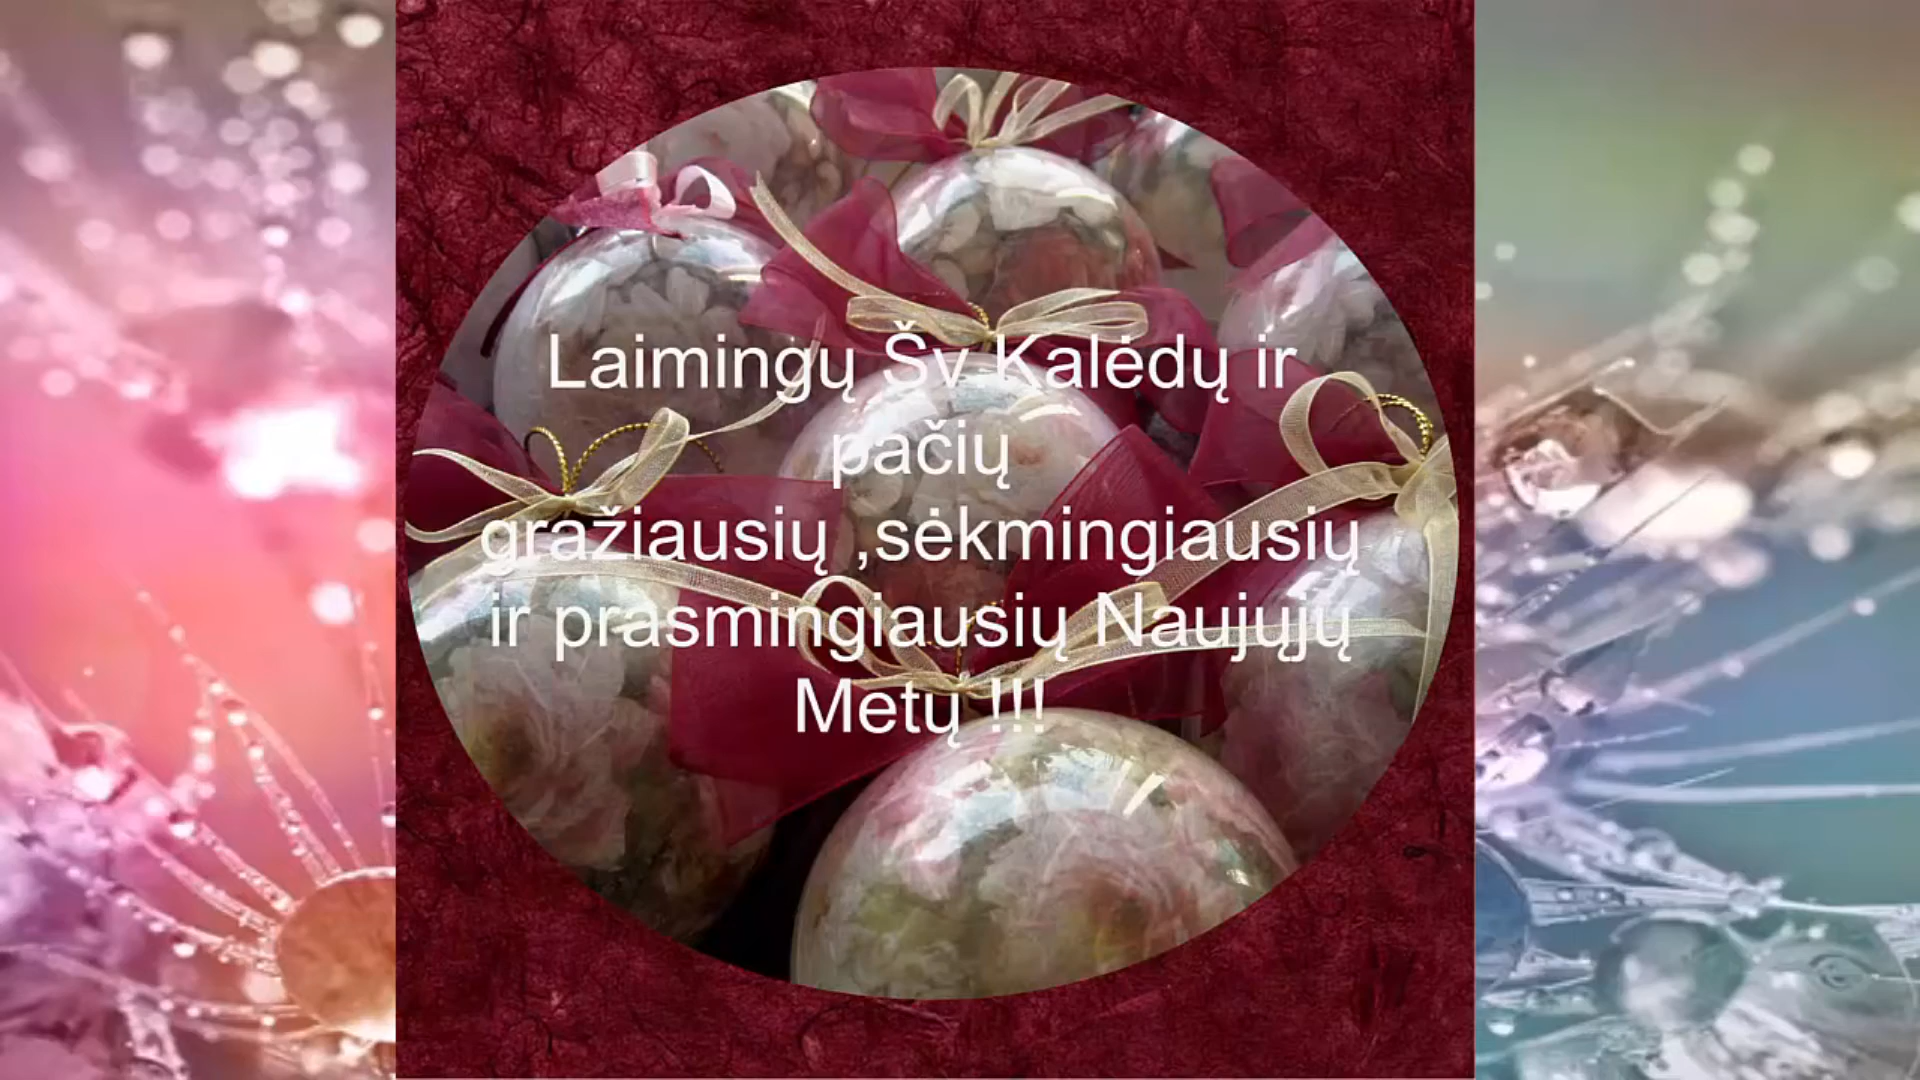 Laimingų Šv Kalėdų ir
pačių
gražiausių ,sėkmingiausių
ir prasmingiausių Naujųjų
Metų !!!